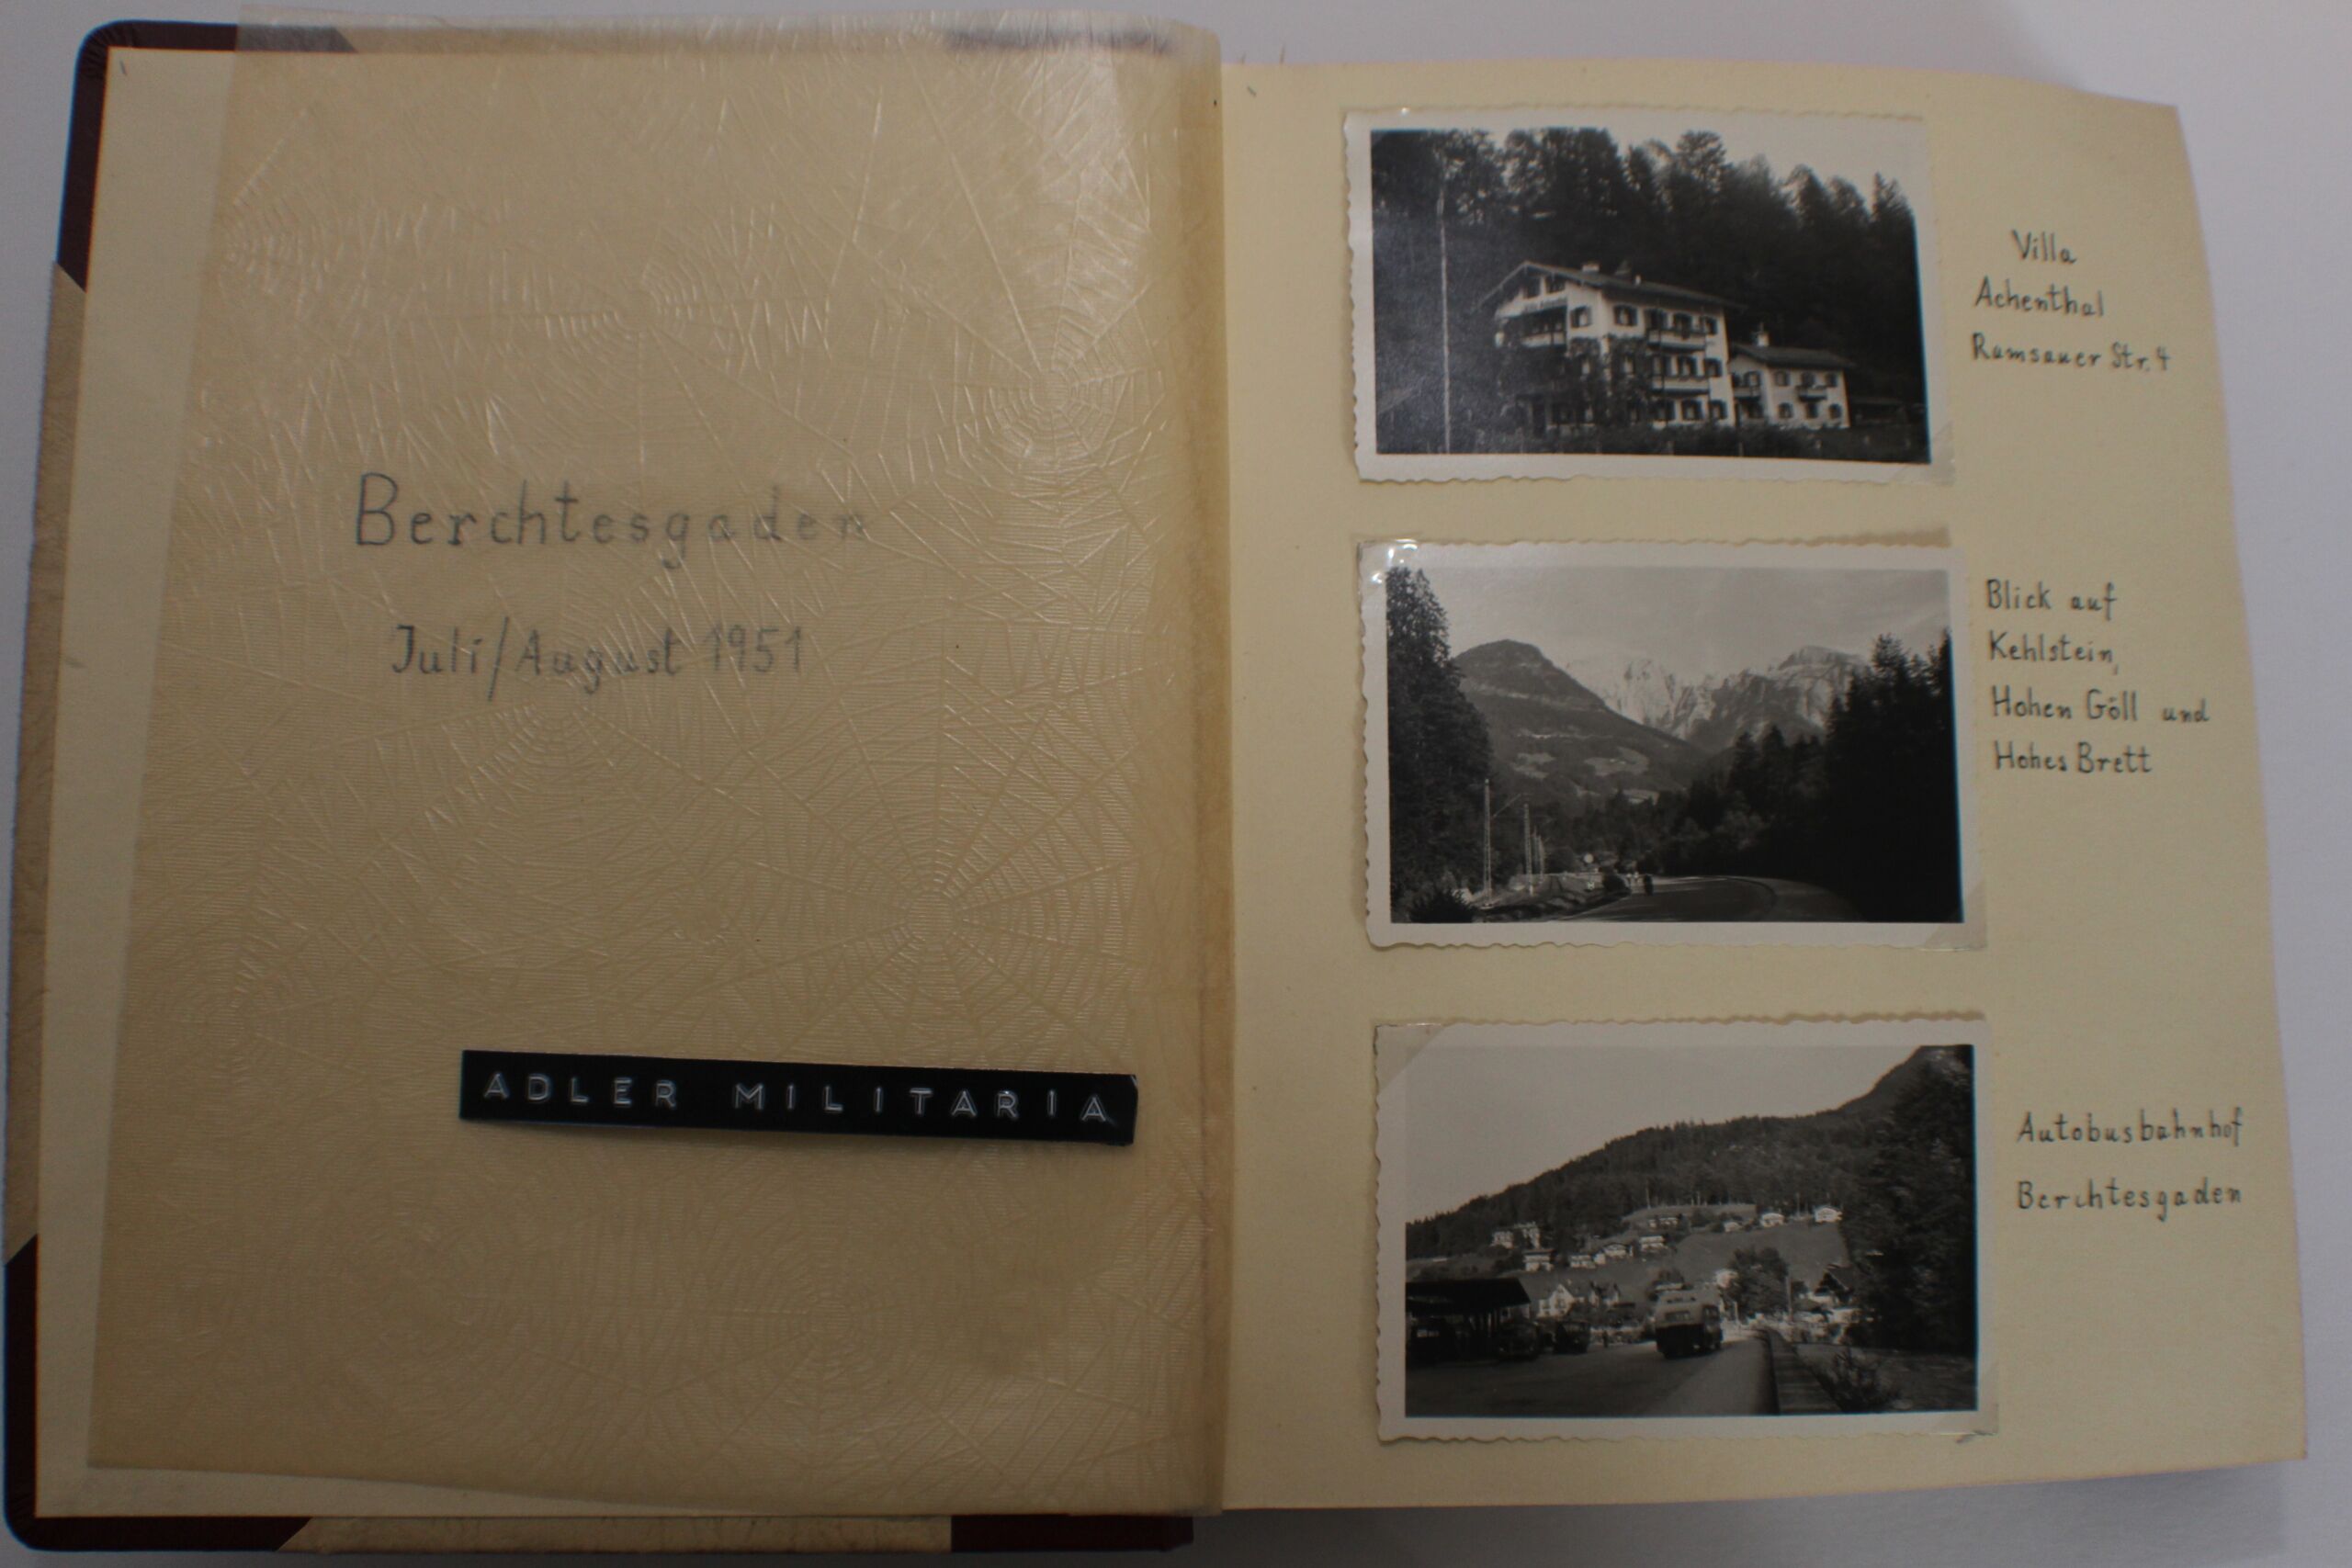 Berchtesgaden
Juli/August 1951
ADLER MILITARIA
Villa
Achenthal
Ramsauer Str. 4
Blick auf
Kehlstein,
Hohen Göll und
Hohes Brett
Autobusbahnhof
Berchtesgaden